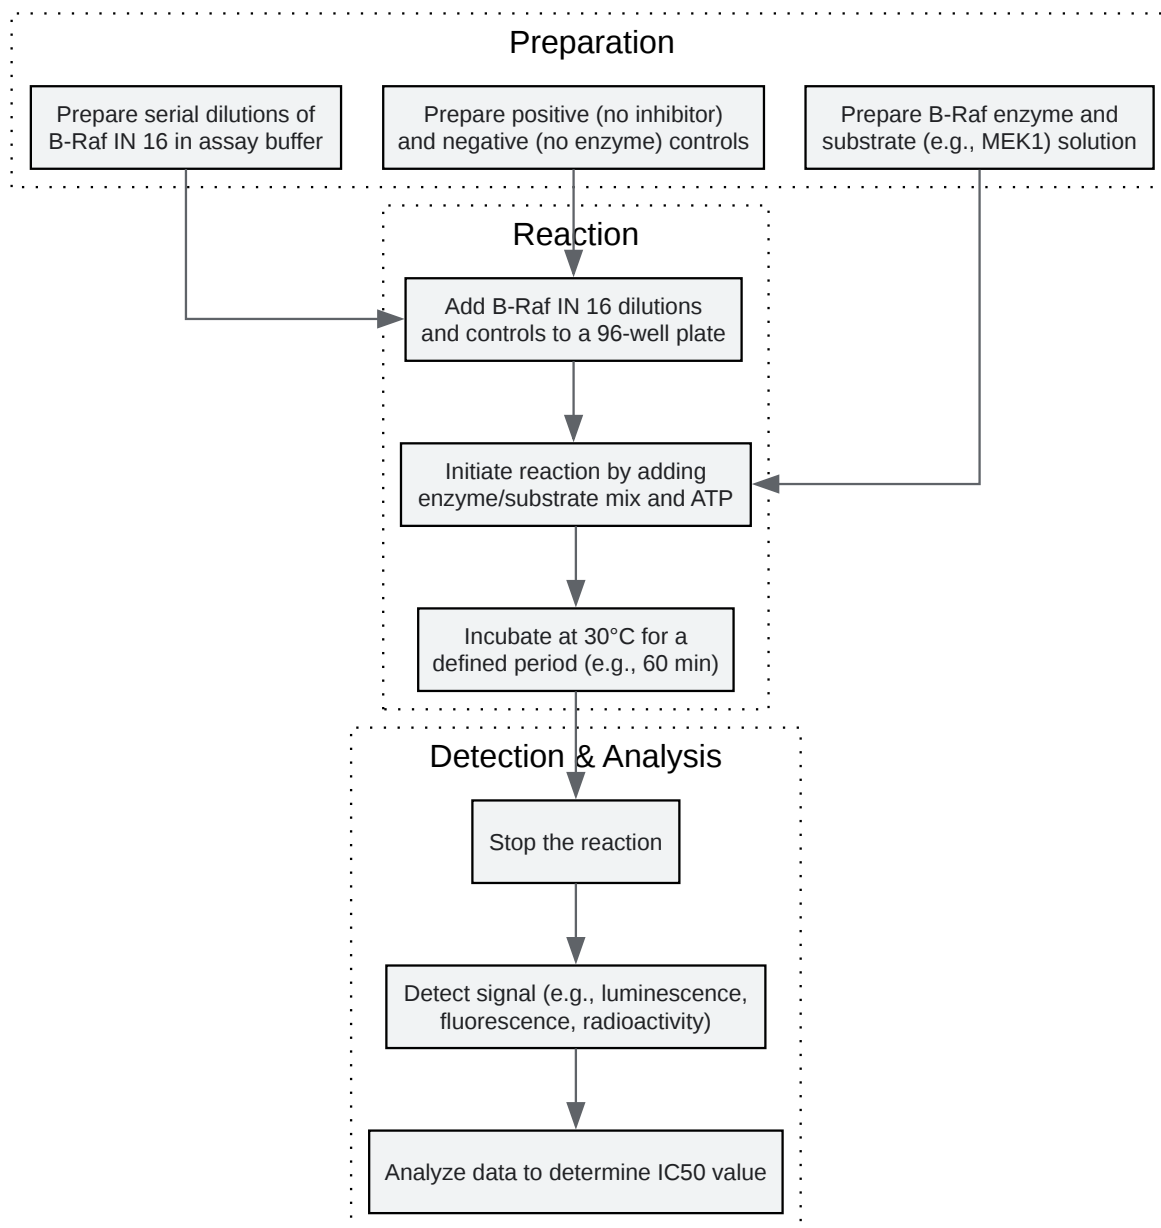 Preparation
Prepare serial dilutions of
B-Raf IN 16 in assay buffer
Prepare positive (no inhibitor)
and negative (no enzyme) controls
Prepare B-Raf enzyme and
substrate (e.g., MEK1) solution
Reaction
Add B-Raf IN 16 dilutions
and controls to a 96-well plate
Initiate reaction by adding
enzyme/substrate mix and ATP
Incubate at 30°C for a
defined period (e.g., 60 min)
Detection & Analysis
Stop the reaction
Detect signal (e.g., luminescence,
fluorescence, radioactivity)
Analyze data to determine IC50 value